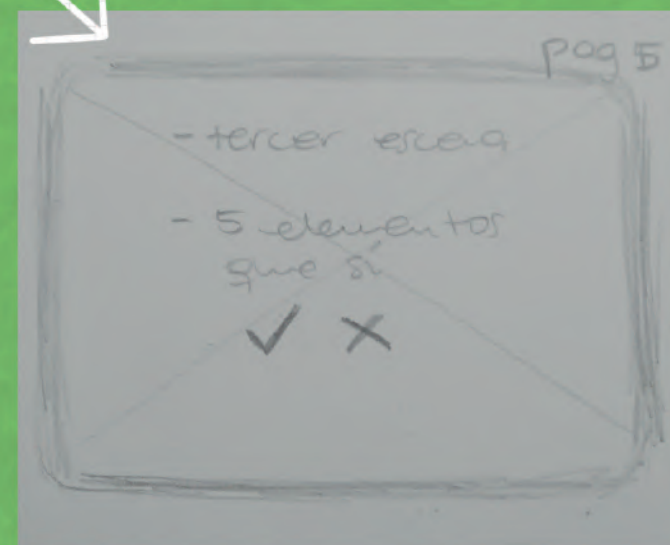 pag 5
- tercer escena
- 5 elementos
que sí
✓ ✗